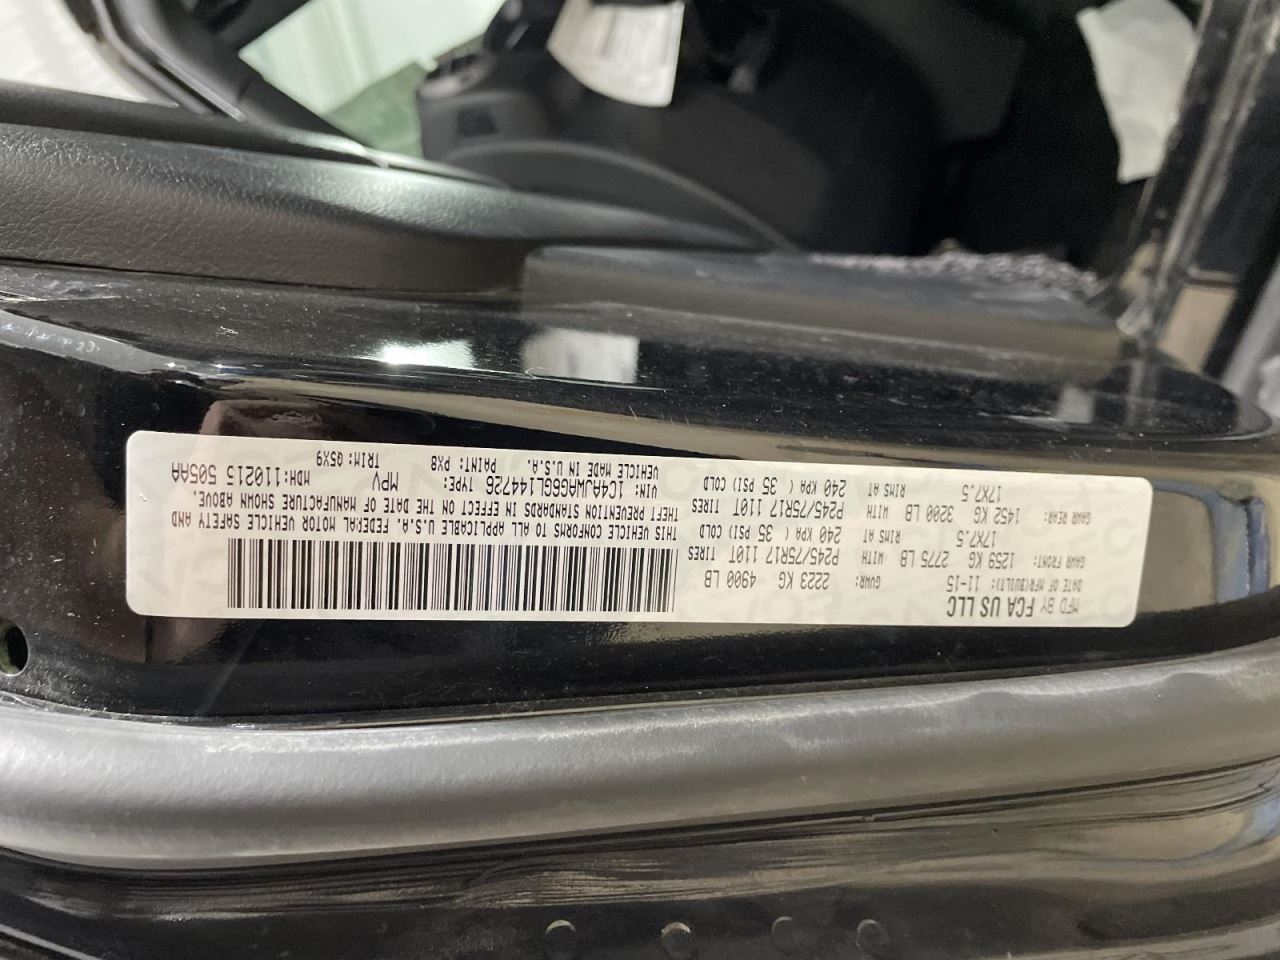 MFD BY FCA US LLC
DATE OF MFR(BUILT): 11-15 GVWR: 2223 KG 4900 LB
GAWR FRONT: 1259 KG 2775 LB WITH P245/75R17 110T TIRES
17X7.5 RIMS AT 240 KPA ( 35 PSI) COLD
GAWR REAR: 1452 KG 3200 LB WITH P245/75R17 110T TIRES
17X7.5 RIMS AT 240 KPA ( 35 PSI) COLD
THIS VEHICLE CONFORMS TO ALL APPLICABLE U.S.A. FEDERAL MOTOR VEHICLE SAFETY AND
THEFT PREVENTION STANDARDS IN EFFECT ON THE DATE OF MANUFACTURE SHOWN ABOVE.
VIN: 1C4AJWAG66L144726 TYPE: MPV MDH:110215 505AA
VEHICLE MADE IN U.S.A. PAINT: PX8 TRIM:Q5X9